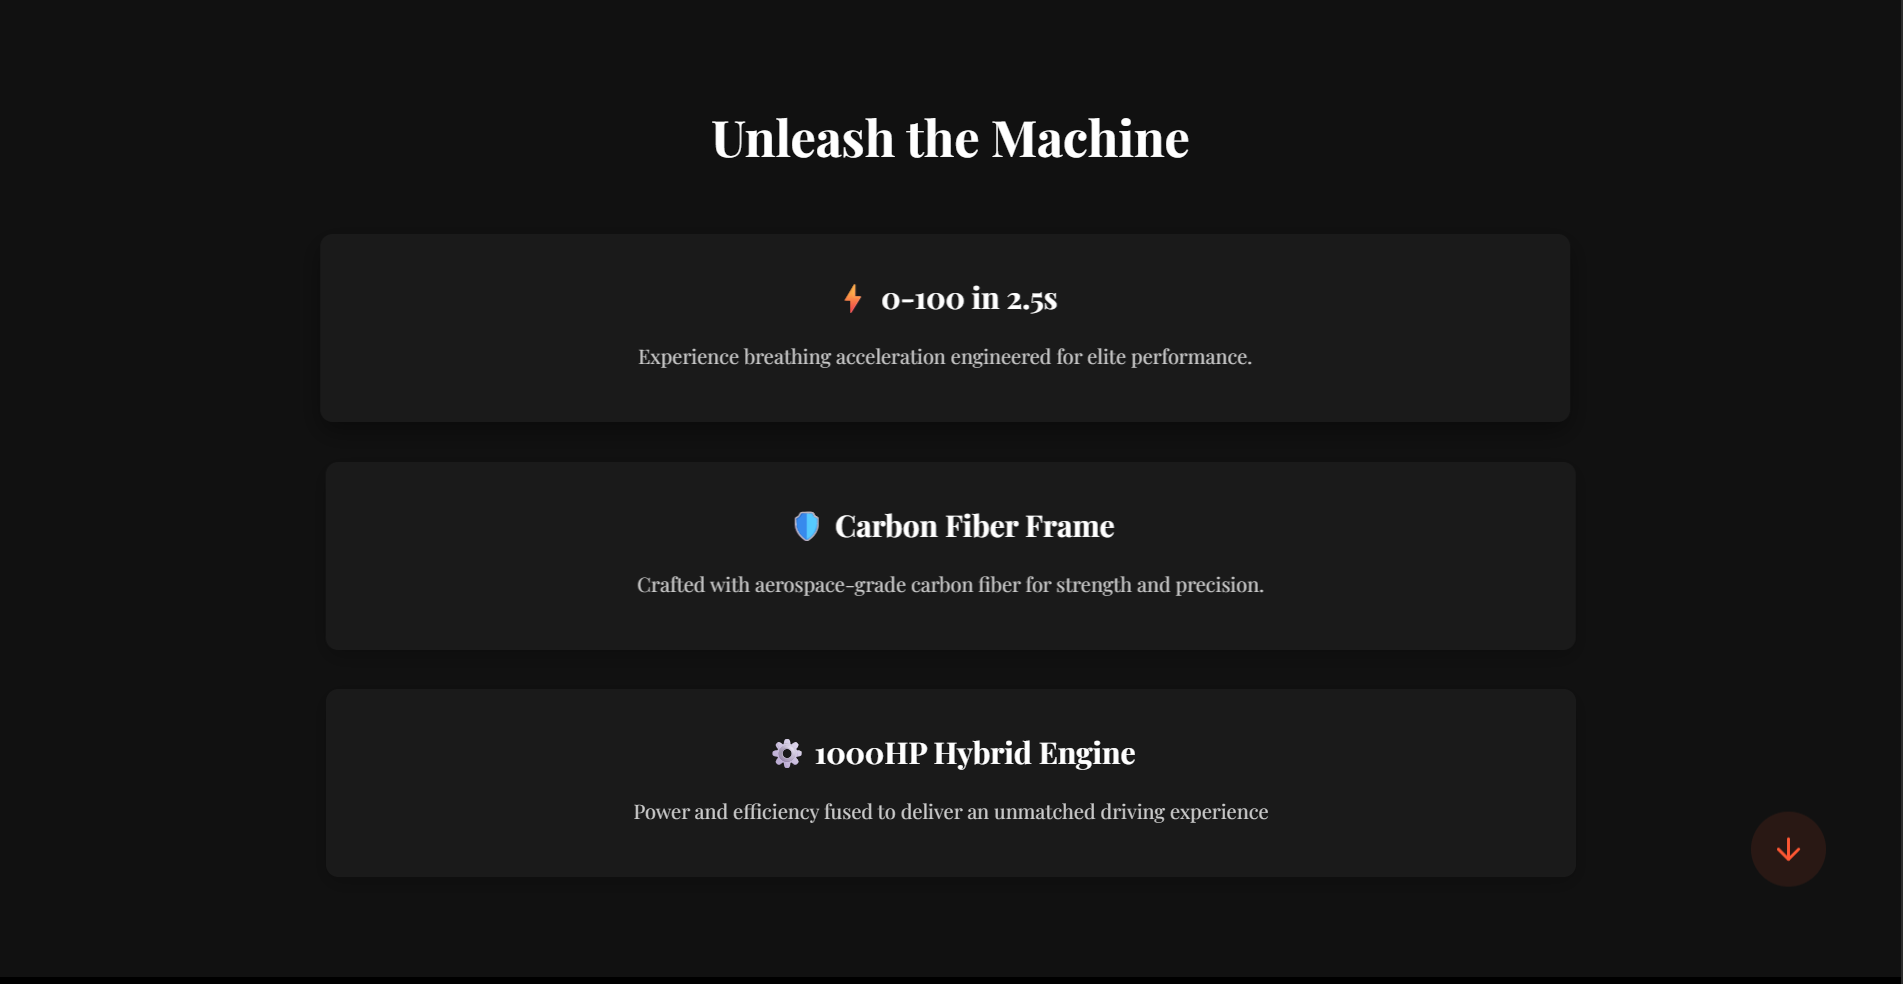 Unleash the Machine
0-100 in 2.5s
Experience breathing acceleration engineered for elite performance.
Carbon Fiber Frame
Crafted with aerospace-grade carbon fiber for strength and precision.
1000HP Hybrid Engine
Power and efficiency fused to deliver an unmatched driving experience